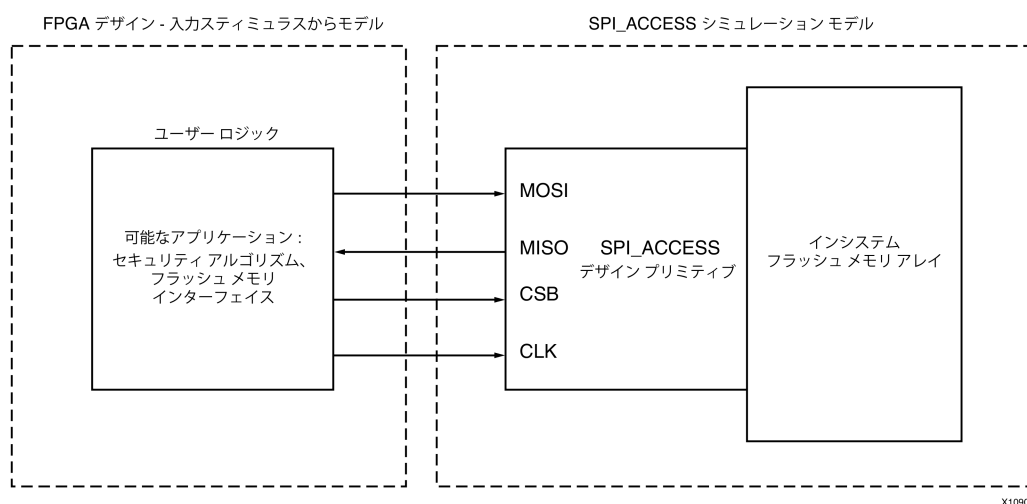 FPGA デザイン - 入力スティミュラスからモデル
SPI_ACCESS シミュレーション モデル
ユーザー ロジック
可能なアプリケーション :
セキュリティ アルゴリズム、
フラッシュ メモリ
インターフェイス
MOSI
MISO
CSB
CLK
SPI_ACCESS
デザイン プリミティブ
インシステム
フラッシュ メモリ アレイ